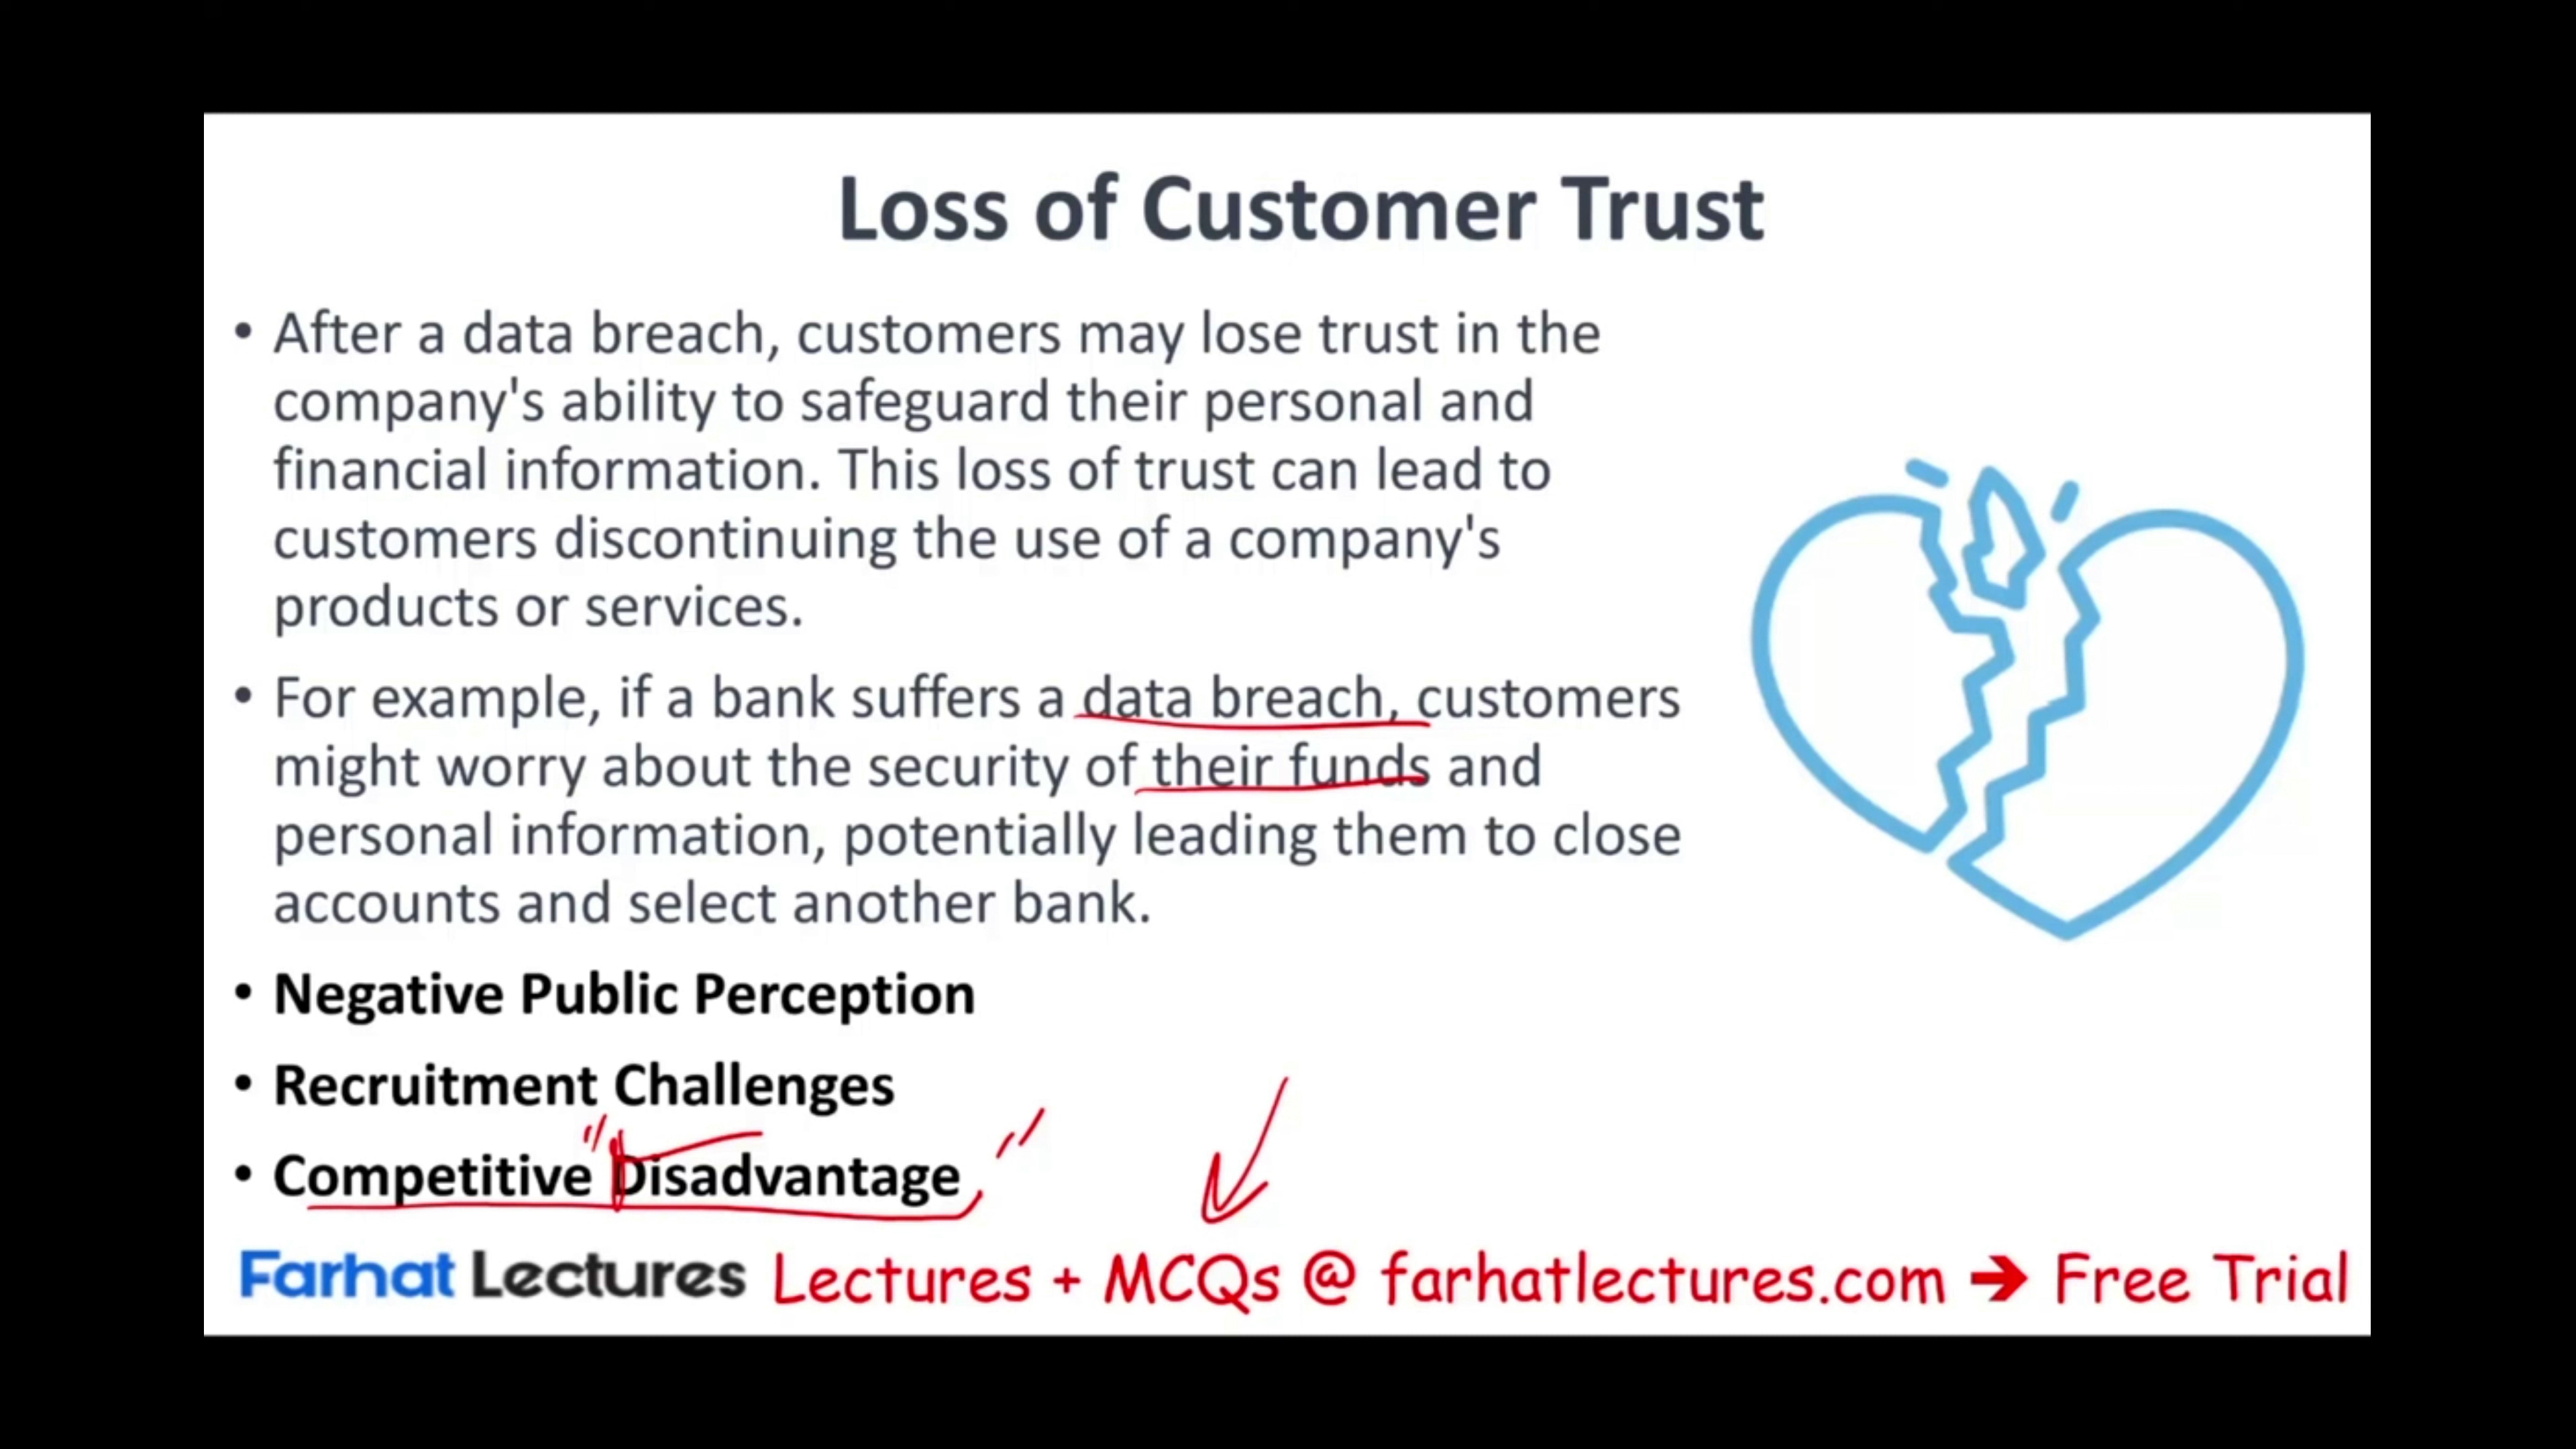 Loss of Customer Trust
• After a data breach, customers may lose trust in the
company's ability to safeguard their personal and
financial information. This loss of trust can lead to
customers discontinuing the use of a company's
products or services.
• For example, if a bank suffers a data breach, customers
might worry about the security of their funds and
personal information, potentially leading them to close
accounts and select another bank.
• Negative Public Perception
• Recruitment Challenges
• Competitive Disadvantage
Farhat Lectures Lectures + MCQs @ farhatlectures.com ➔ Free Trial